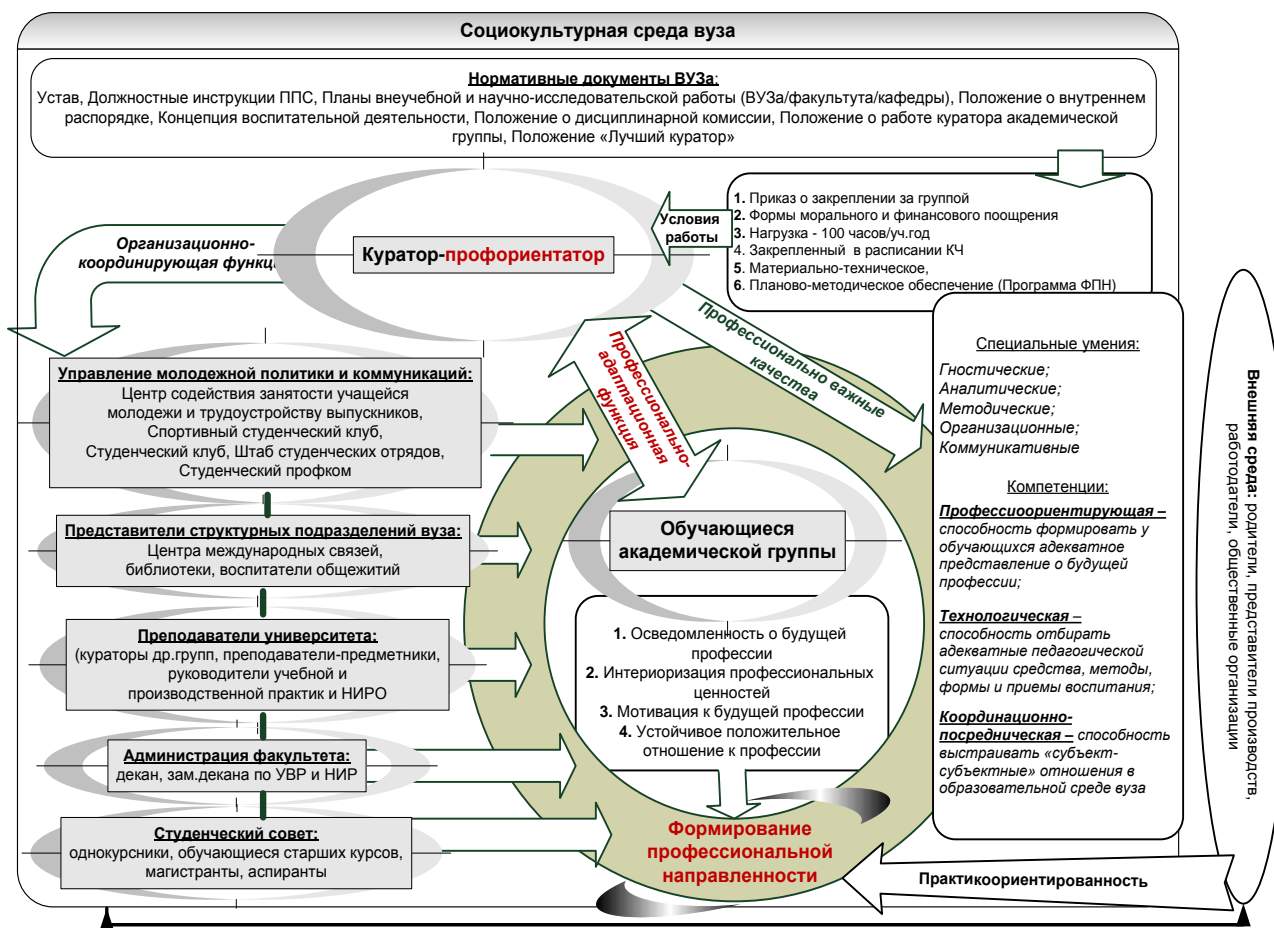 Социокультурная среда вуза
Нормативные документы ВУЗа:
Устав, Должностные инструкции ППС, Планы внеучебной и научно-исследовательской работы (ВУЗа/факультута/кафедры), Положение о внутреннем
распорядке, Концепция воспитательной деятельности, Положение о дисциплинарной комиссии, Положение о работе куратора академической
группы, Положение «Лучший куратор»
1. Приказ о закреплении за группой
2. Формы морального и финансового поощрения
3. Нагрузка - 100 часов/уч.год
4. Закрепленный в расписании КЧ
5. Материально-техническое,
6. Планово-методическое обеспечение (Программа ФПН)
Условия
работы
Куратор-профориентатор
Организационно-
координирующая функц
Профессионально-
адаптационная
функция
Профессионально важные
качества
Управление молодежной политики и коммуникаций:
Центр содействия занятости учащейся
молодежи и трудоустройству выпускников,
Спортивный студенческий клуб,
Студенческий клуб, Штаб студенческих отрядов,
Студенческий профком
Представители структурных подразделений вуза:
Центра международных связей,
библиотеки, воспитатели общежитий
Преподаватели университета:
(кураторы др.групп, преподаватели-предметники,
руководители учебной и
производственной практик и НИРО
Администрация факультета:
декан, зам.декана по УВР и НИР
Студенческий совет:
однокурсники, обучающиеся старших курсов,
магистранты, аспиранты
Обучающиеся
академической группы
1. Осведомленность о будущей
профессии
2. Интериоризация профессиональных
ценностей
3. Мотивация к будущей профессии
4. Устойчивое положительное
отношение к профессии
Формирование
профессиональной
направленности
Специальные умения:
Гностические;
Аналитические;
Методические;
Организационные;
Коммуникативные
Компетенции:
Профессиоориентирующая –
способность формировать у
обучающихся адекватное
представление о будущей
профессии;
Технологическая –
способность отбирать
адекватные педагогической
ситуации средства, методы,
формы и приемы воспитания;
Координационно-
посредническая – способность
выстраивать «субъект-
субъектные» отношения в
образовательной среде вуза
Внешняя среда: родители, представители производств,
работодатели, общественные организации
Практикоориентированность